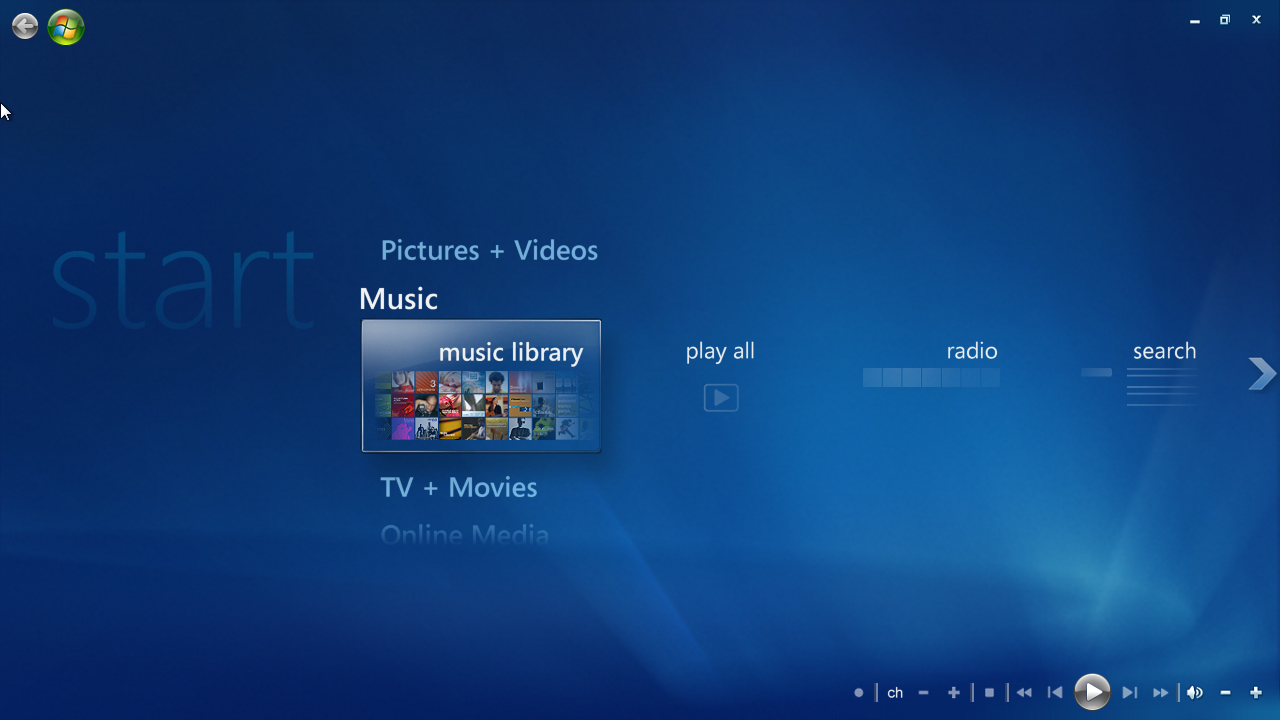 start
Pictures + Videos
Music
music library
play all
radio
search
TV + Movies
Online Media
ch